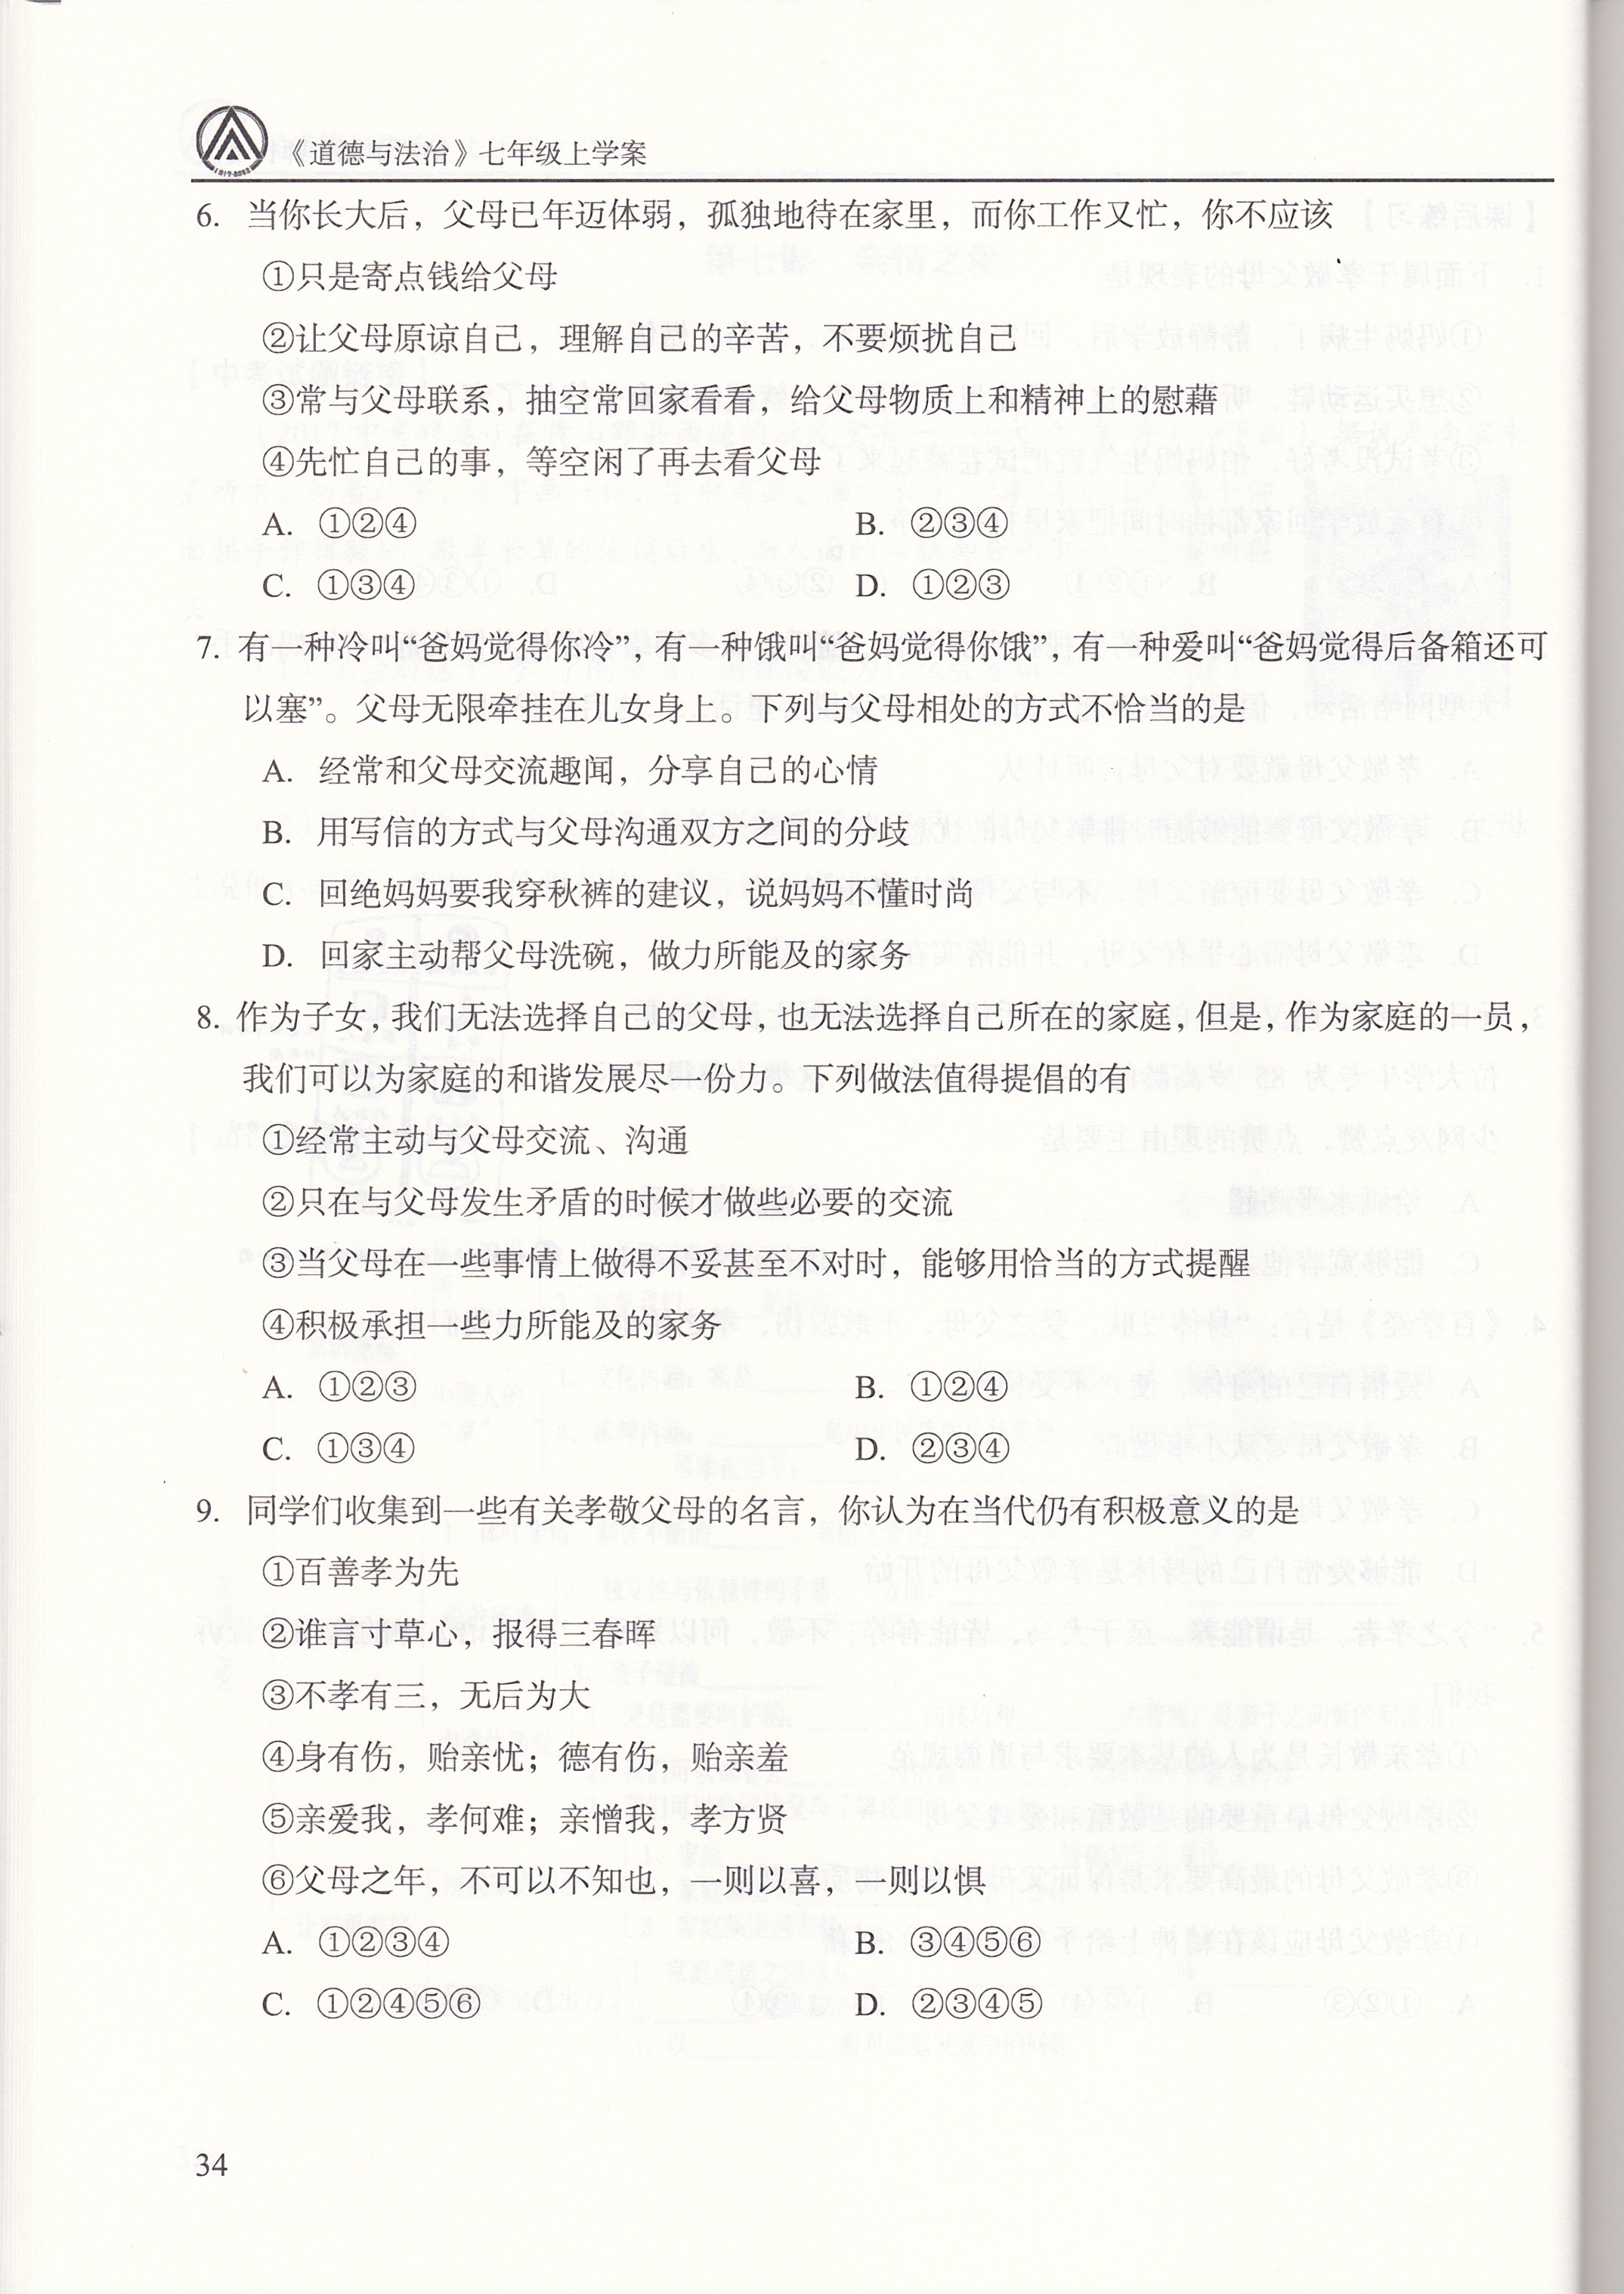 《道德与法治》七年级上学案
6. 当你长大后，父母已年迈体弱，孤独地待在家里，而你工作又忙，你不应该
①只是寄点钱给父母
②让父母原谅自己，理解自己的辛苦，不要烦扰自己
③常与父母联系，抽空常回家看看，给父母物质上和精神上的慰藉
④先忙自己的事，等空闲了再去看父母
A. ①②④ B. ②③④
C. ①③④ D. ①②③
7. 有一种冷叫“爸妈觉得你冷”，有一种饿叫“爸妈觉得你饿”，有一种爱叫“爸妈觉得后备箱还可
以塞”。父母无限牵挂在儿女身上。下列与父母相处的方式不恰当的是
A. 经常和父母交流趣闻，分享自己的心情
B. 用写信的方式与父母沟通双方之间的分歧
C. 回绝妈妈要我穿秋裤的建议，说妈妈不懂时尚
D. 回家主动帮父母洗碗，做力所能及的家务
8. 作为子女，我们无法选择自己的父母，也无法选择自己所在的家庭，但是，作为家庭的一员，
我们可以为家庭的和谐发展尽一份力。下列做法值得提倡的有
①经常主动与父母交流、沟通
②只在与父母发生矛盾的时候才做些必要的交流
③当父母在一些事情上做得不妥甚至不对时，能够用恰当的方式提醒
④积极承担一些力所能及的家务
A. ①②③ B. ①②④
C. ①③④ D. ②③④
9. 同学们收集到一些有关孝敬父母的名言，你认为在当代仍有积极意义的是
①百善孝为先
②谁言寸草心，报得三春晖
③不孝有三，无后为大
④身有伤，贻亲忧；德有伤，贻亲羞
⑤亲爱我，孝何难；亲憎我，孝方贤
⑥父母之年，不可以不知也，一则以喜，一则以惧
A. ①②③④ B. ③④⑤⑥
C. ①②④⑤⑥ D. ②③④⑤
34